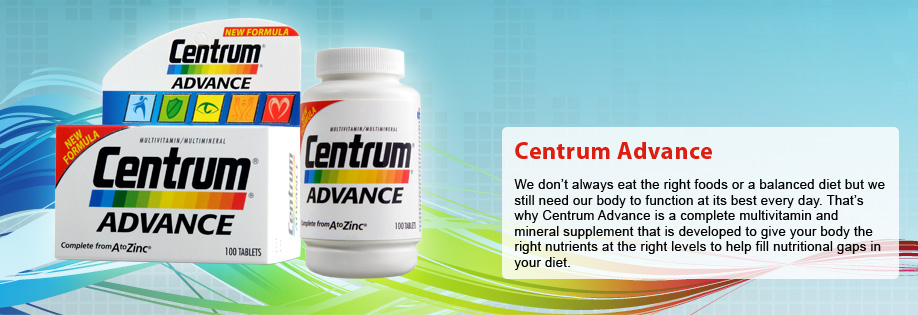 NEW FORMULA
Centrum®
ADVANCE
NEW
FORMULA
MULTIVITAMIN/MULTIMINERAL
Centrum®
ADVANCE
Complete from A to Zinc®
100 TABLETS
MULTIVITAMIN/MULTIMINERAL
Centrum®
ADVANCE
Complete from A to Zinc®
100 TABLETS
Centrum Advance
We don't always eat the right foods or a balanced diet but we
still need our body to function at its best every day. That's
why Centrum Advance is a complete multivitamin and
mineral supplement that is developed to give your body the
right nutrients at the right levels to help fill nutritional gaps in
your diet.